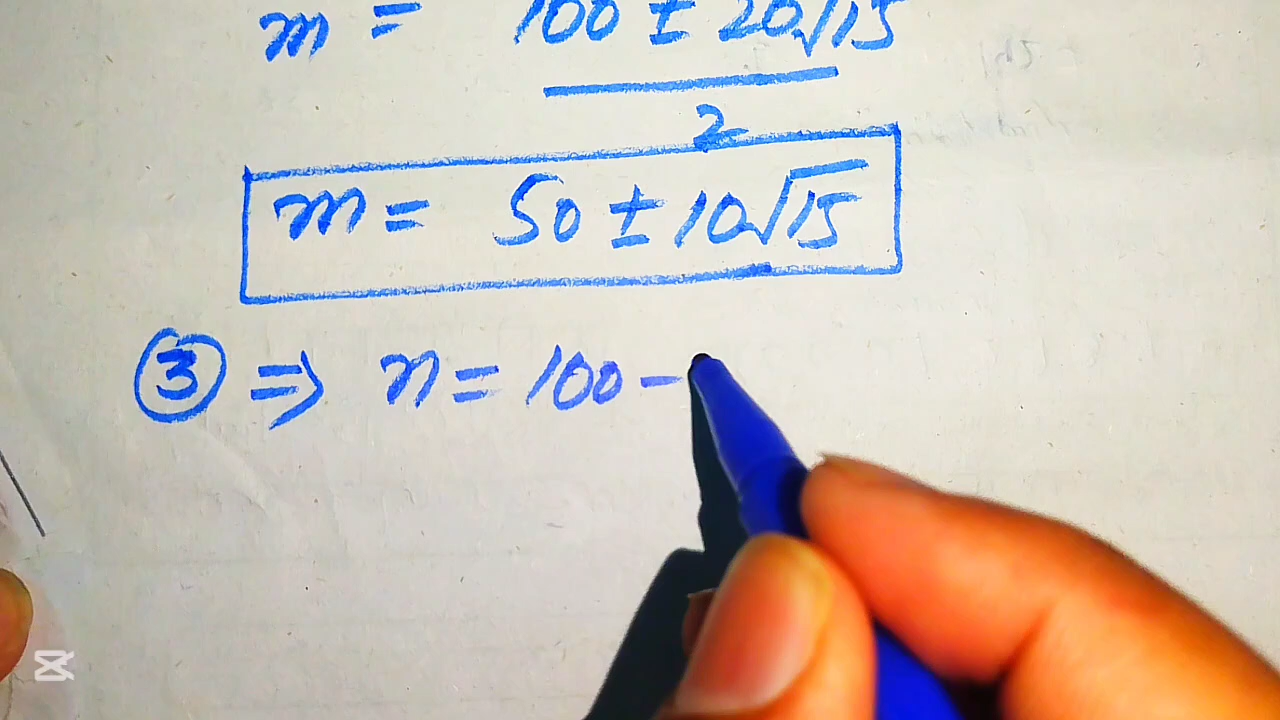 m = 100 ± 20√15
2
m = 50 ± 10√15
③ ⇒ n = 100 -